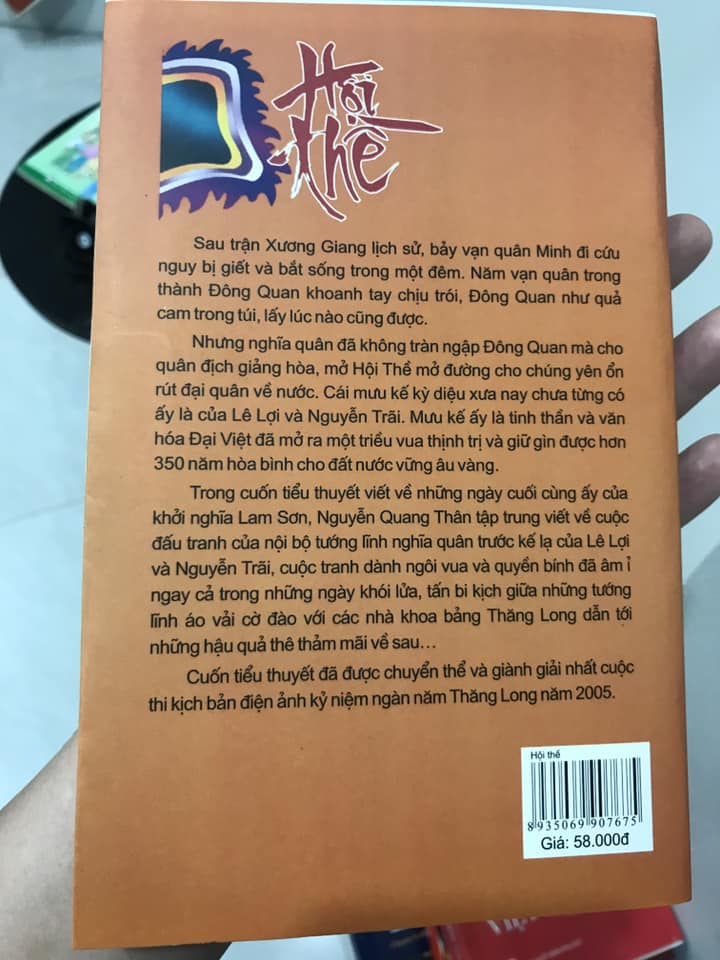 Hội
thề
Sau trận Xương Giang lịch sử, bảy vạn quân Minh đi cứu
nguy bị giết và bắt sống trong một đêm. Năm vạn quân trong
thành Đông Quan khoanh tay chịu trói, Đông Quan như quả
cam trong túi, lấy lúc nào cũng được.
Nhưng nghĩa quân đã không tràn ngập Đông Quan mà cho
quân địch giảng hòa, mở Hội Thề mở đường cho chúng yên ổn
rút đại quân về nước. Cái mưu kế kỳ diệu xưa nay chưa từng có
ấy là của Lê Lợi và Nguyễn Trãi. Mưu kế ấy là tinh thần và văn
hóa Đại Việt đã mở ra một triều vua thịnh trị và giữ gìn được hơn
350 năm hòa bình cho đất nước vững âu vàng.
Trong cuốn tiểu thuyết viết về những ngày cuối cùng ấy của
khởi nghĩa Lam Sơn, Nguyễn Quang Thân tập trung viết về cuộc
đấu tranh của nội bộ tướng lĩnh nghĩa quân trước kế lạ của Lê Lợi
và Nguyễn Trãi, cuộc tranh dành ngôi vua và quyền bính đã âm ỉ
ngay cả trong những ngày khói lửa, tấn bi kịch giữa những tướng
lĩnh áo vải cờ đào với các nhà khoa bảng Thăng Long dẫn tới
những hậu quả thê thảm mãi về sau...
Cuốn tiểu thuyết đã được chuyển thể và giành giải nhất cuộc
thi kịch bản điện ảnh kỷ niệm ngàn năm Thăng Long năm 2005.
Hội thề
8 935069 907675
Giá: 58.000đ